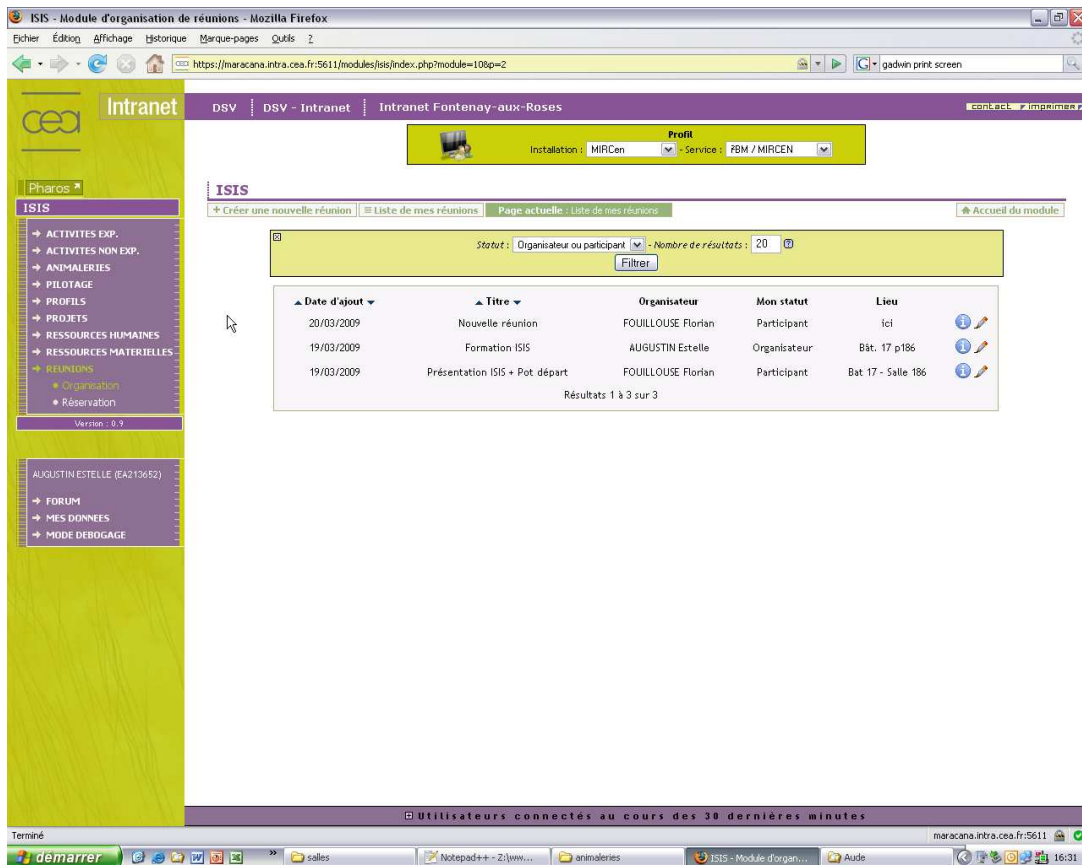 ISIS - Module d'organisation de réunions - Mozilla Firefox
Fichier Édition Affichage Historique Marque-pages Outils ?
https://maracana.intra.cea.fr:5611/modules/isis/index.php?module=10&p=2
gadwin print screen
cea Intranet
DSV DSV - Intranet Intranet Fontenay-aux-Roses
contact imprimer
Profil
Installation : MIRCen - Service :
Pharos
ISIS
ISIS
+ Créer une nouvelle réunion Liste de mes réunions Page actuelle : Liste de mes réunions Accueil du module
ACTIVITES EXP.
ACTIVITES NON EXP.
ANIMALERIES
PILOTAGE
PROFILS
PROJETS
RESSOURCES HUMAINES
RESSOURCES MATERIELLES
REUNIONS
Organisation
Réservation
Version : 0.9
Statut : Organisateur ou participant - Nombre de résultats : 20
Filtrer
Date d'ajout Titre Organisateur Mon statut Lieu
20/03/2009 Nouvelle réunion FOUILLOUSE Florian Participant ici
19/03/2009 Formation ISIS AUGUSTIN Estelle Organisateur Bât. 17 p186
19/03/2009 Présentation ISIS + Pot départ FOUILLOUSE Florian Participant Bat 17 - Salle 186
Résultats 1 à 3 sur 3
AUGUSTIN ESTELLE (EA213652)
FORUM
MES DONNEES
MODE DEBOGAGE
Utilisateurs connectés au cours des 30 dernières minutes
Terminé
maracana.intra.cea.fr:5611
démarrer » salles Notepad++ - Z:\ww... animaleries ISIS - Module d'organ... Aude 16:31